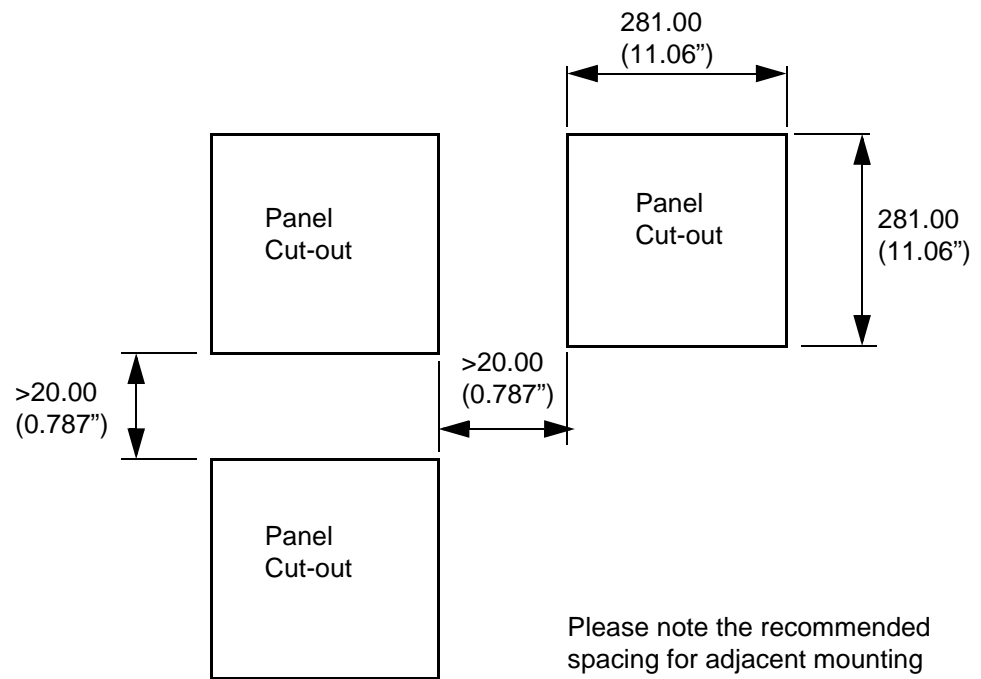 281.00
(11.06”)
Panel
Cut-out
Panel
Cut-out
281.00
(11.06”)
>20.00
(0.787”)
>20.00
(0.787”)
Panel
Cut-out
Please note the recommended
spacing for adjacent mounting